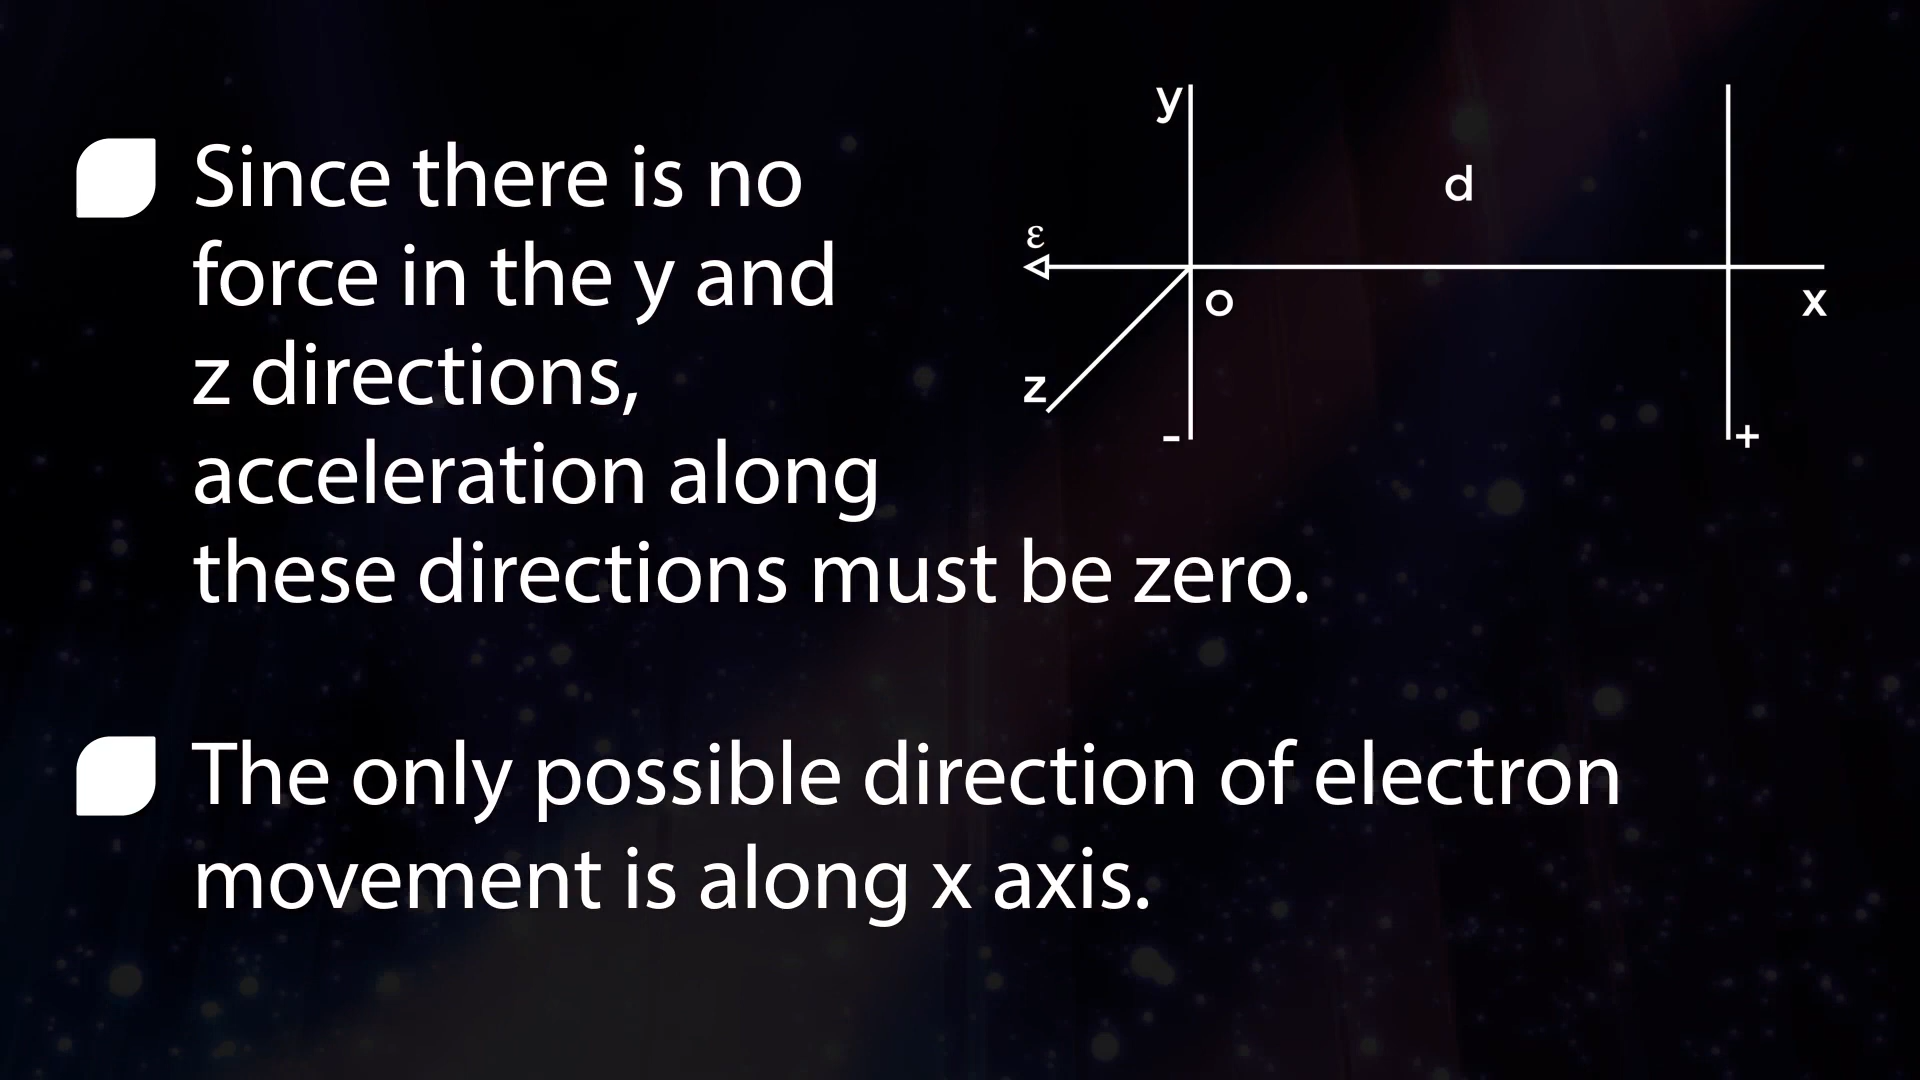 Since there is no
force in the y and
z directions,
acceleration along
these directions must be zero.
The only possible direction of electron
movement is along x axis.
y
d
ε
o
x
z
-
+